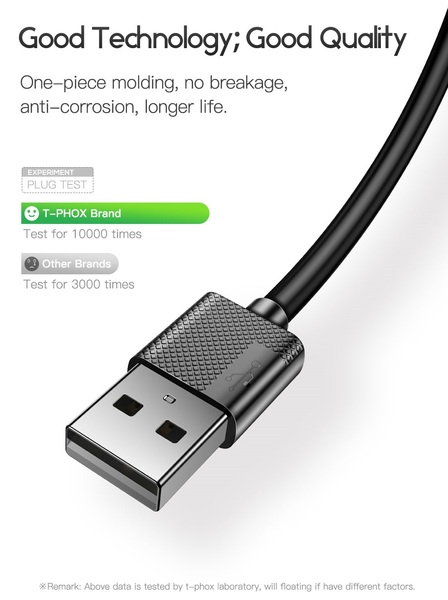 Good Technology; Good Quality
One-piece molding, no breakage,
anti-corrosion, longer life.
EXPERIMENT
PLUG TEST
T-PHOX Brand
Test for 10000 times
Other Brands
Test for 3000 times
※Remark: Above data is tested by t-phox laboratory, will floating if have different factors.